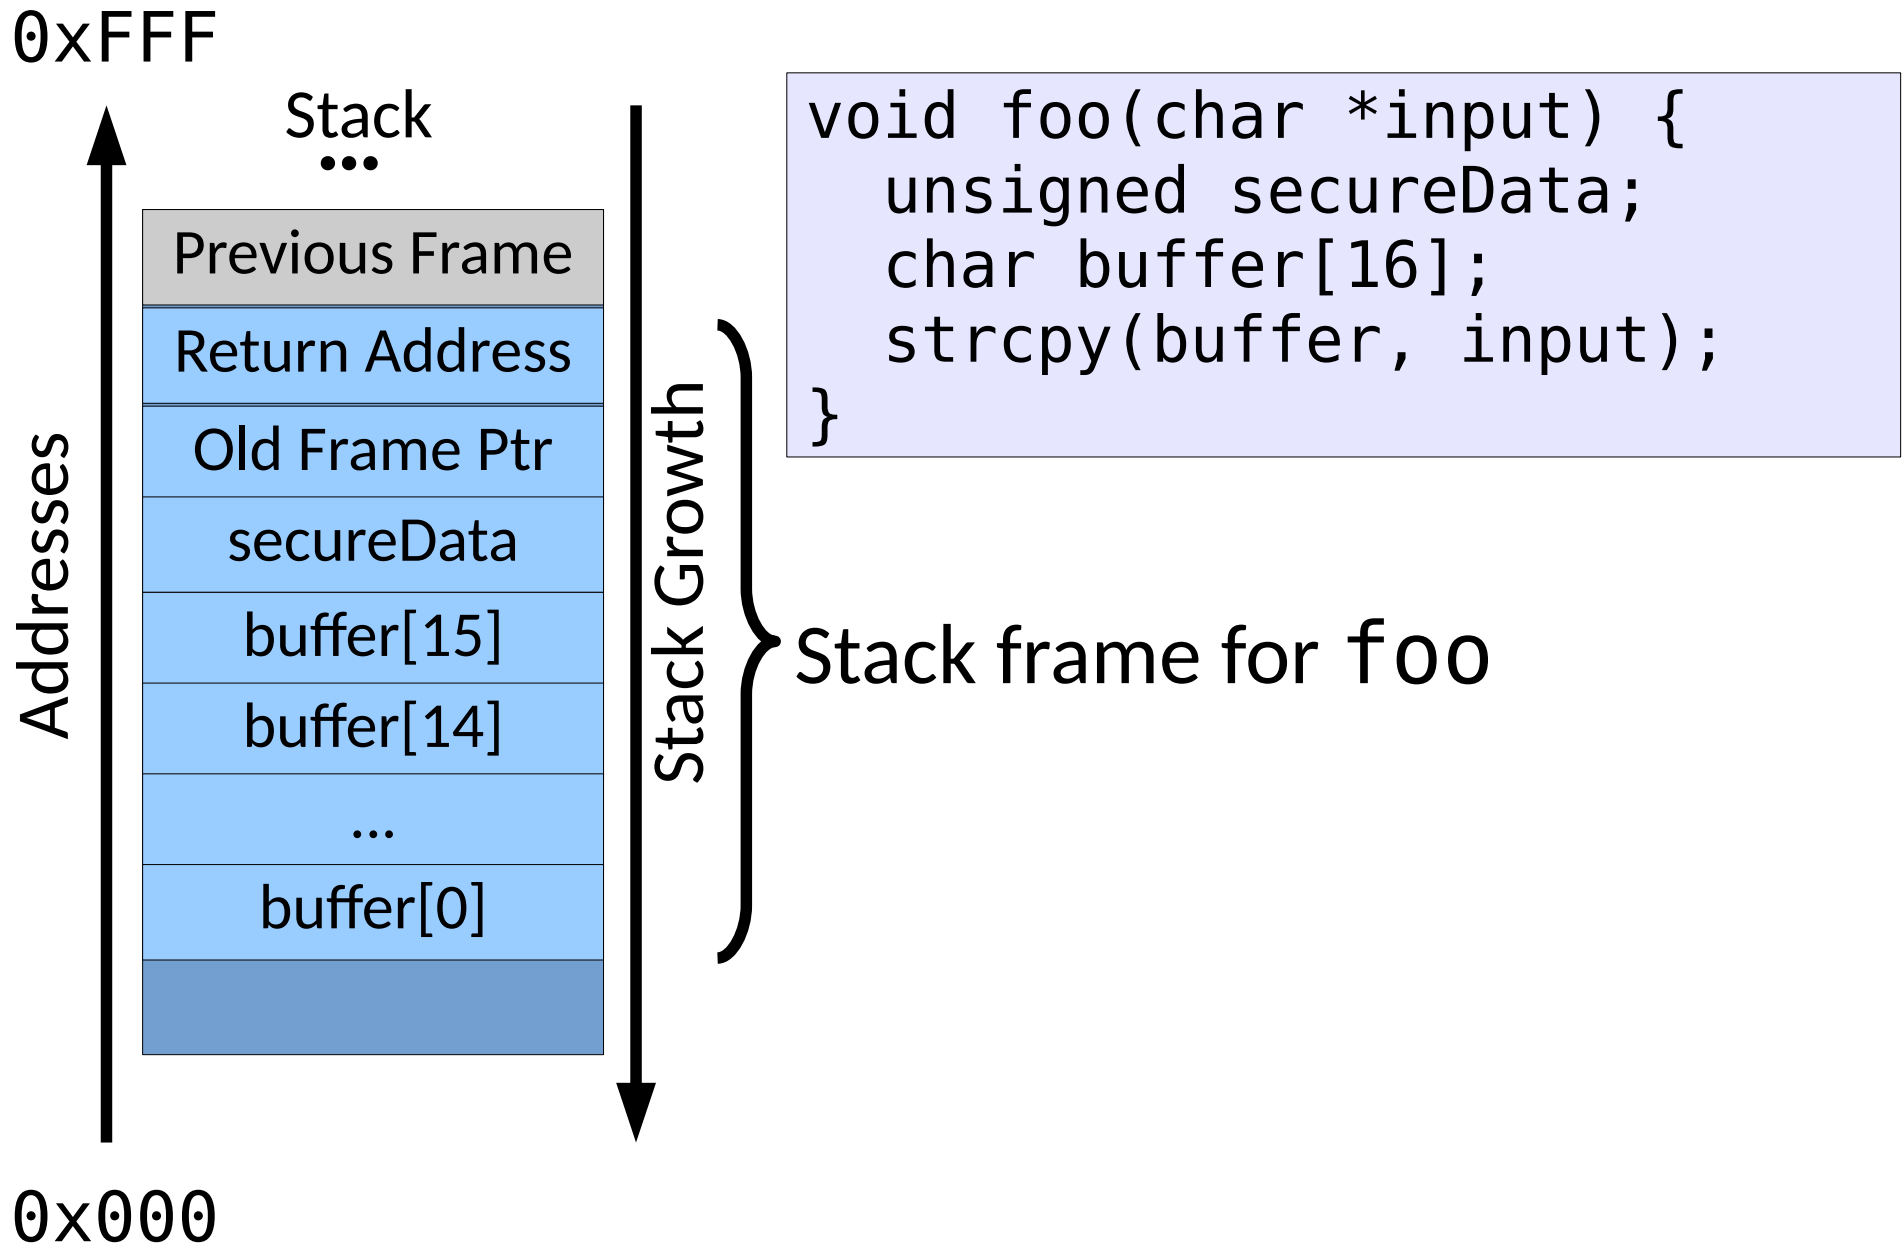 0xFFF
Stack
•••
Previous Frame
Return Address
Old Frame Ptr
secureData
buffer[15]
buffer[14]
...
buffer[0]
Addresses
Stack Growth
0x000
void foo(char *input) {
  unsigned secureData;
  char buffer[16];
  strcpy(buffer, input);
}
Stack frame for foo